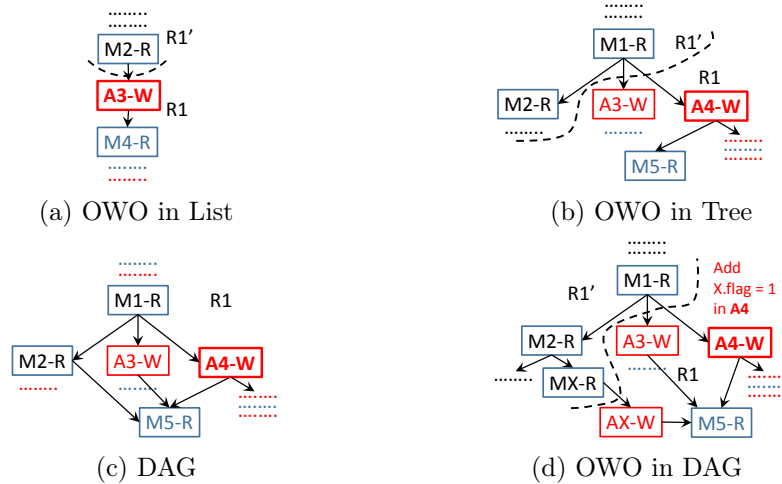 M2-R
R1'
A3-W
R1
M4-R
(a) OWO in List
M1-R
R1'
R1
M2-R
A3-W
A4-W
M5-R
(b) OWO in Tree
M1-R
R1
M2-R
A3-W
A4-W
M5-R
(c) DAG
M1-R
Add
X.flag = 1
in A4
R1'
M2-R
A3-W
A4-W
MX-R
R1
AX-W
M5-R
(d) OWO in DAG